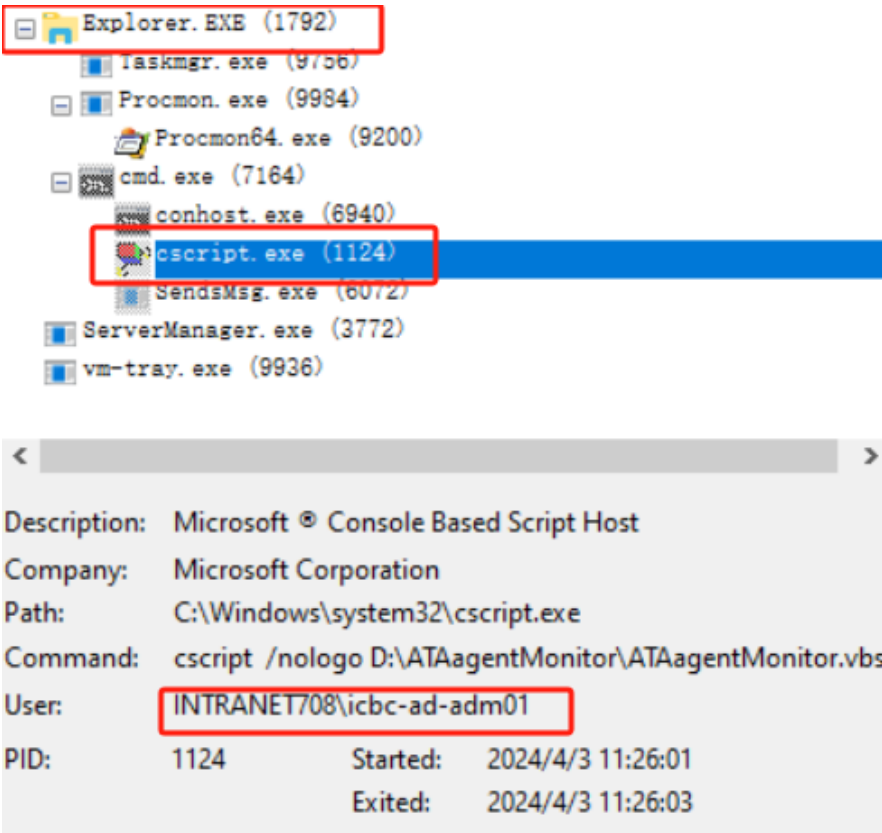 Explorer.EXE (1792)
Taskmgr.exe (9756)
Procmon.exe (9984)
Procmon64.exe (9200)
cmd.exe (7164)
conhost.exe (6940)
cscript.exe (1124)
SendsMsg.exe (6072)
ServerManager.exe (3772)
vm-tray.exe (9936)
Description: Microsoft ® Console Based Script Host
Company: Microsoft Corporation
Path: C:\Windows\system32\cscript.exe
Command: cscript /nologo D:\ATAagentMonitor\ATAagentMonitor.vbs
User: INTRANET708\icbc-ad-adm01
PID: 1124 Started: 2024/4/3 11:26:01
Exited: 2024/4/3 11:26:03